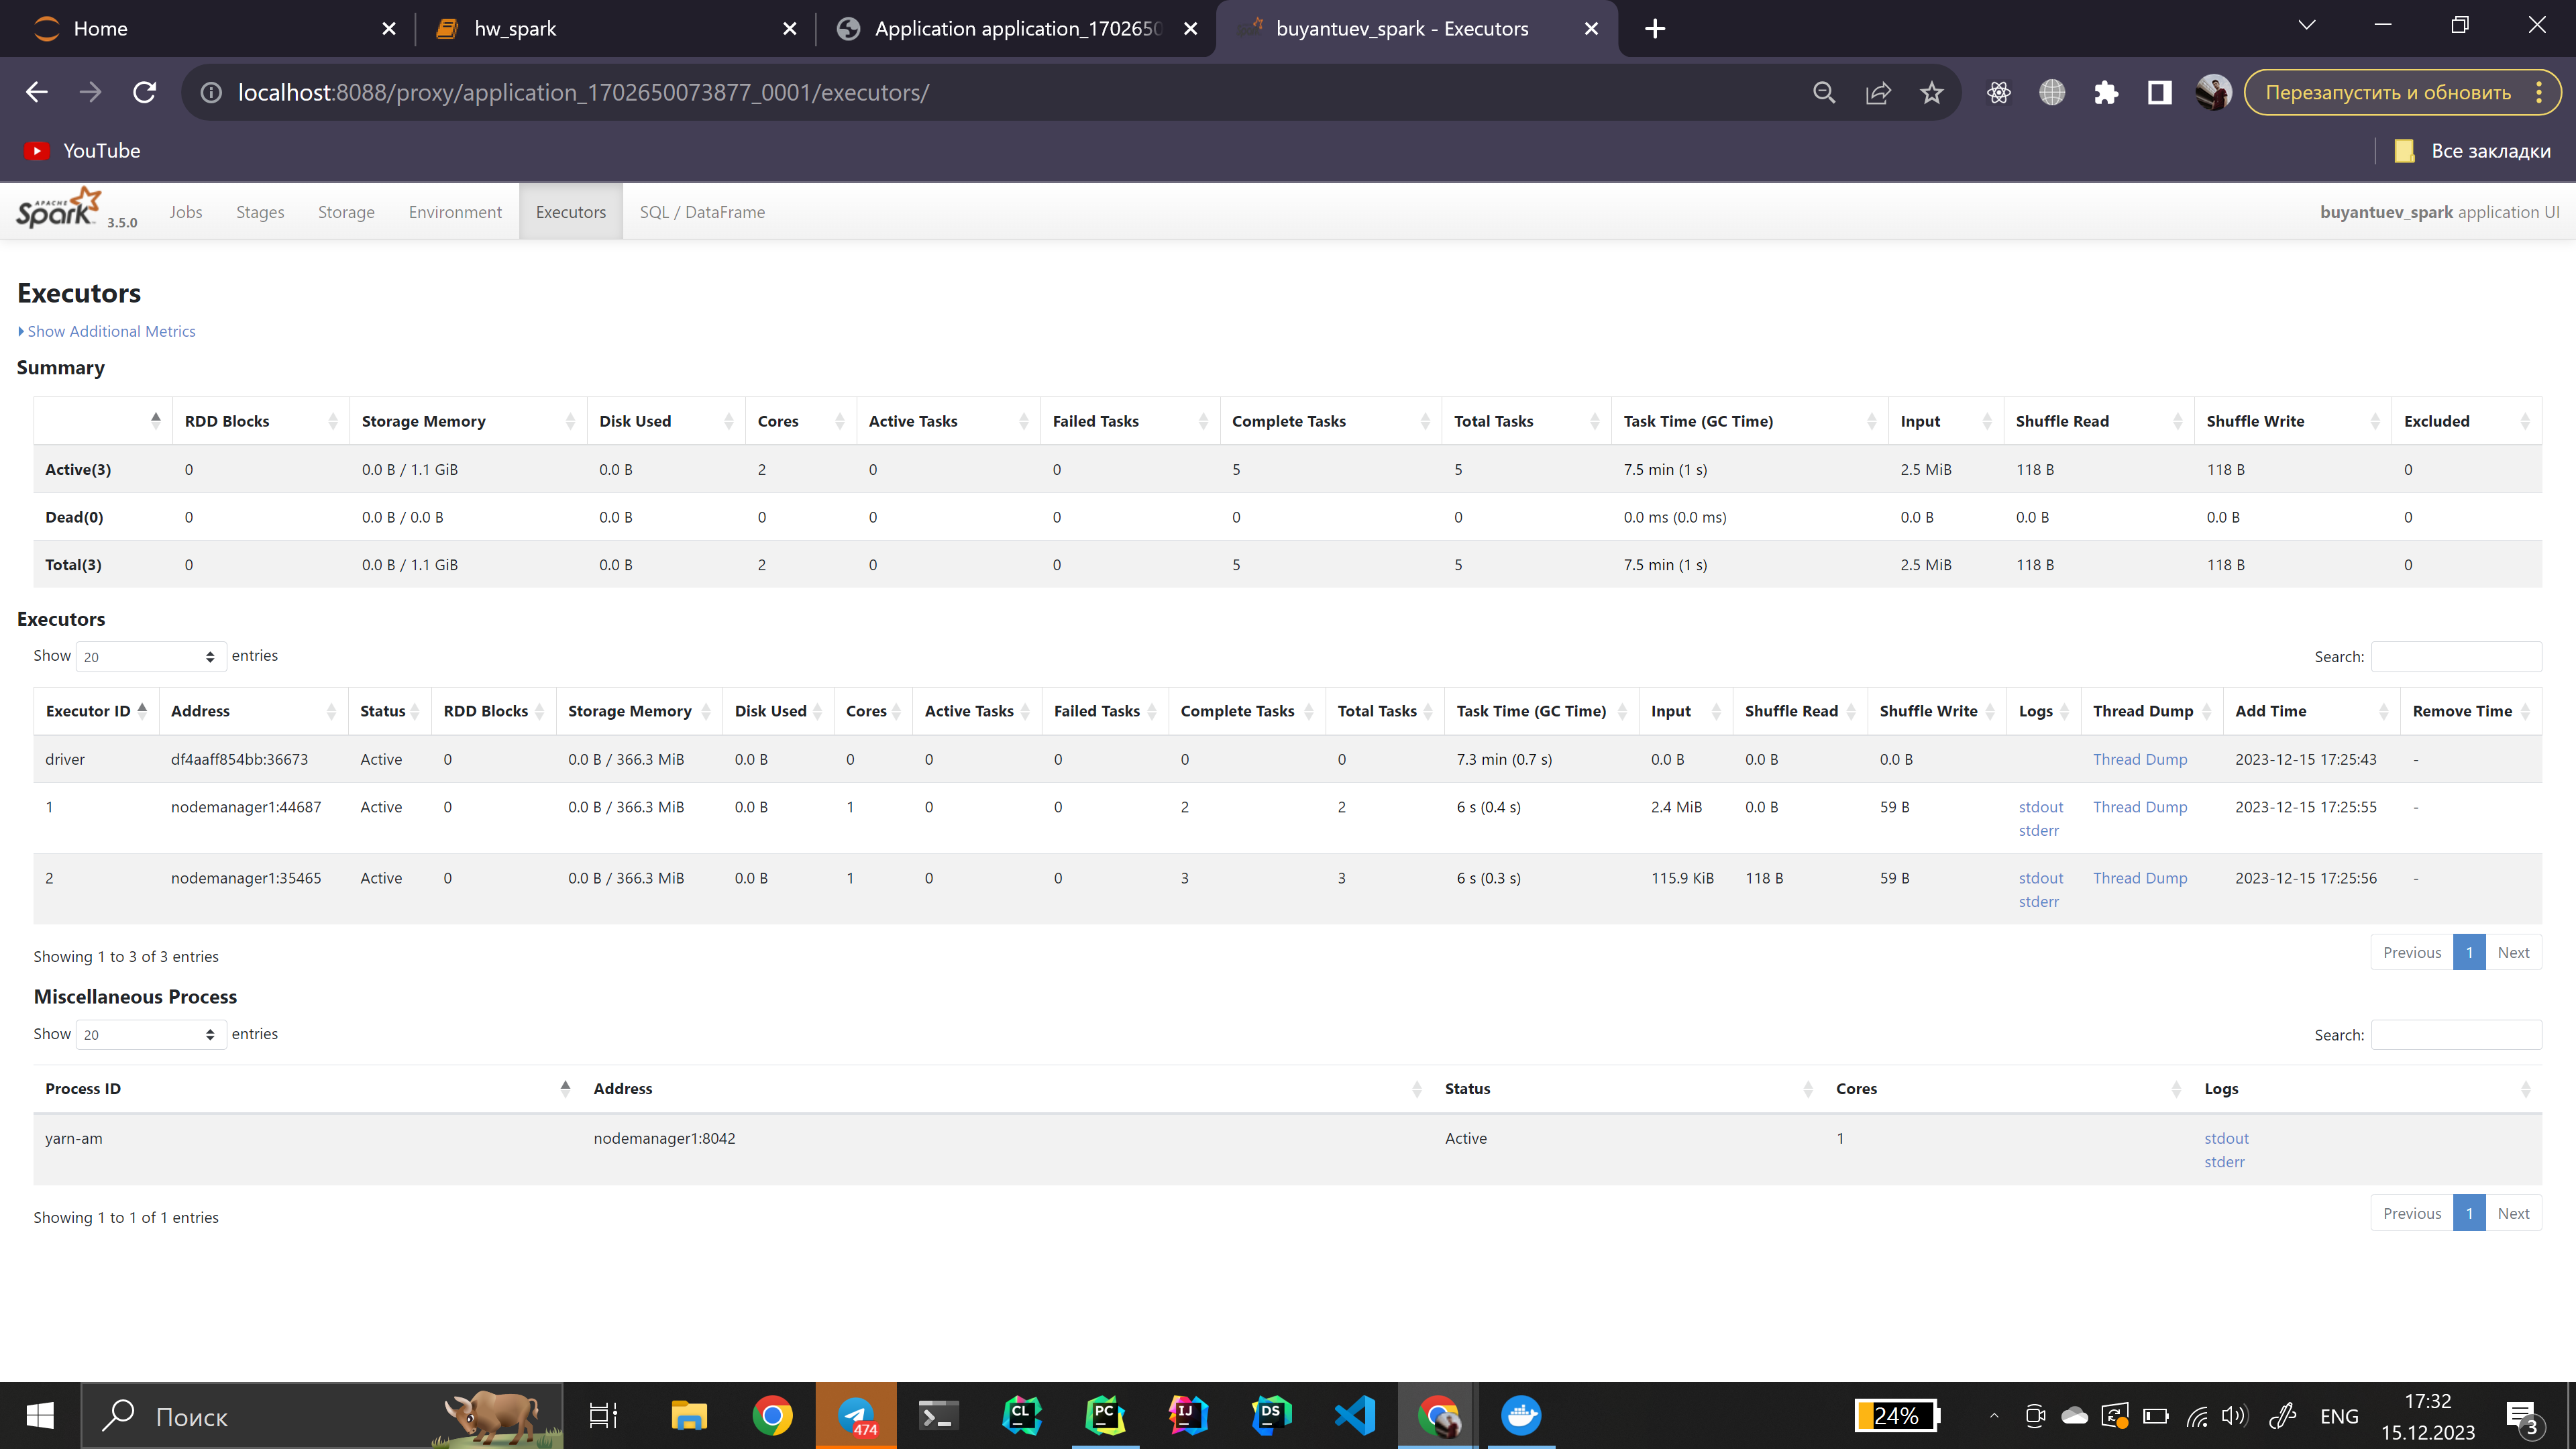 Home
hw_spark
Application application_1702650
buyantuev_spark - Executors
localhost:8088/proxy/application_1702650073877_0001/executors/
Перезапустить и обновить
YouTube
Все закладки
APACHE Spark 3.5.0 Jobs Stages Storage Environment Executors SQL / DataFrame buyantuev_spark application UI
Executors
Show Additional Metrics
Summary
RDD Blocks Storage Memory Disk Used Cores Active Tasks Failed Tasks Complete Tasks Total Tasks Task Time (GC Time) Input Shuffle Read Shuffle Write Excluded
Active(3) 0 0.0 B / 1.1 GiB 0.0 B 2 0 0 5 5 7.5 min (1 s) 2.5 MiB 118 B 118 B 0
Dead(0) 0 0.0 B / 0.0 B 0.0 B 0 0 0 0 0 0.0 ms (0.0 ms) 0.0 B 0.0 B 0.0 B 0
Total(3) 0 0.0 B / 1.1 GiB 0.0 B 2 0 0 5 5 7.5 min (1 s) 2.5 MiB 118 B 118 B 0
Executors
Show 20 entries Search:
Executor ID Address Status RDD Blocks Storage Memory Disk Used Cores Active Tasks Failed Tasks Complete Tasks Total Tasks Task Time (GC Time) Input Shuffle Read Shuffle Write Logs Thread Dump Add Time Remove Time
driver df4aaff854bb:36673 Active 0 0.0 B / 366.3 MiB 0.0 B 0 0 0 0 0 7.3 min (0.7 s) 0.0 B 0.0 B 0.0 B Thread Dump 2023-12-15 17:25:43 -
1 nodemanager1:44687 Active 0 0.0 B / 366.3 MiB 0.0 B 1 0 0 2 2 6 s (0.4 s) 2.4 MiB 0.0 B 59 B stdout Thread Dump 2023-12-15 17:25:55 -
stderr
2 nodemanager1:35465 Active 0 0.0 B / 366.3 MiB 0.0 B 1 0 0 3 3 6 s (0.3 s) 115.9 KiB 118 B 59 B stdout Thread Dump 2023-12-15 17:25:56 -
stderr
Showing 1 to 3 of 3 entries Previous 1 Next
Miscellaneous Process
Show 20 entries Search:
Process ID Address Status Cores Logs
yarn-am nodemanager1:8042 Active 1 stdout
stderr
Showing 1 to 1 of 1 entries Previous 1 Next
Поиск
474
CL
PC
IJ
DS
24%
ENG
17:32
15.12.2023
3